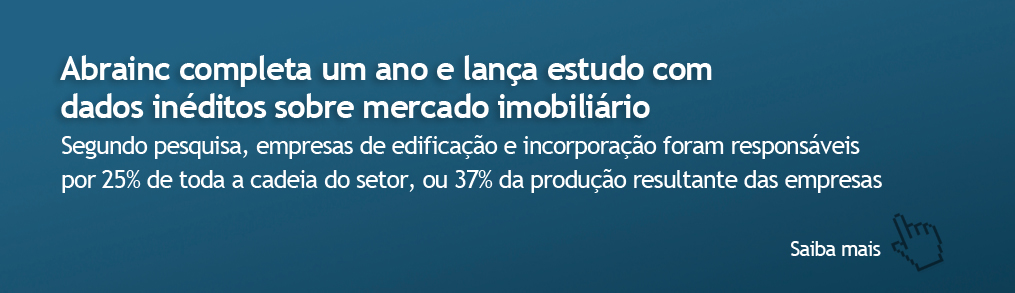 Abrainc completa um ano e lança estudo com
dados inéditos sobre mercado imobiliário
Segundo pesquisa, empresas de edificação e incorporação foram responsáveis
por 25% de toda a cadeia do setor, ou 37% da produção resultante das empresas
Saiba mais